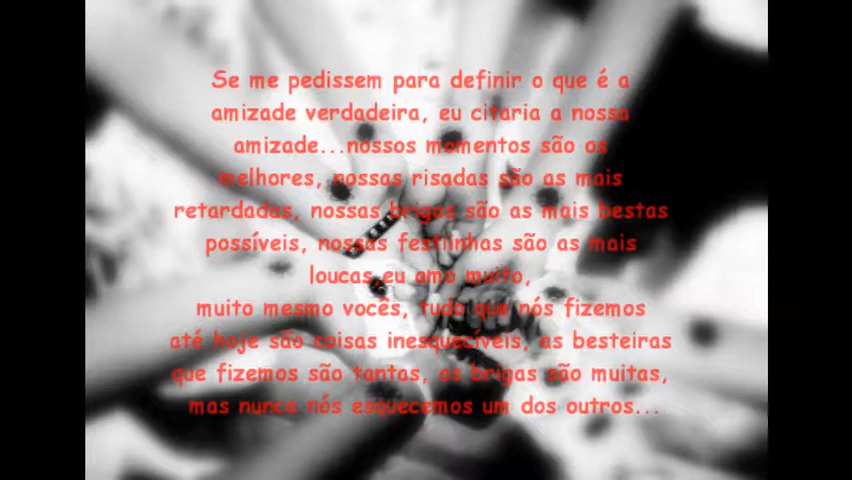 Se me pedissem para definir o que é a
amizade verdadeira, eu citaria a nossa
amizade...nossos momentos são os
melhores, nossas risadas são as mais
retardadas, nossas brigas são as mais bestas
possíveis, nossas festiinhas são as mais
loucas eu amo muito,
muito mesmo vocês, tudo que nós fizemos
até hoje são coisas inesquecíveis, as besteiras
que fizemos são tantas, as brigas são muitas,
mas nunca nós esquecemos um dos outros...